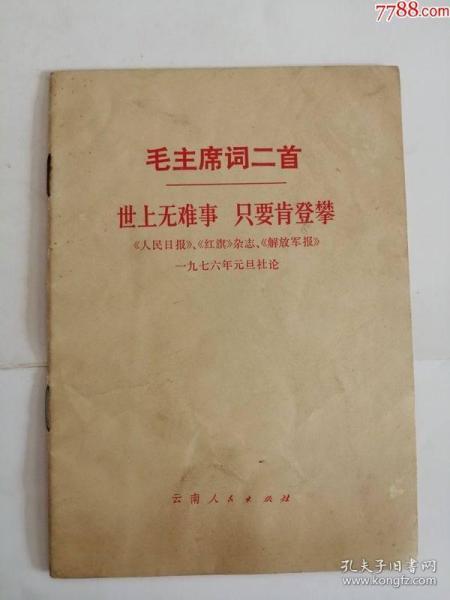 7788.com
毛主席词二首
世上无难事 只要肯登攀
《人民日报》、《红旗》杂志、《解放军报》
一九七六年元旦社论
云南人民出版社
孔夫子旧书网
www.kongfz.com